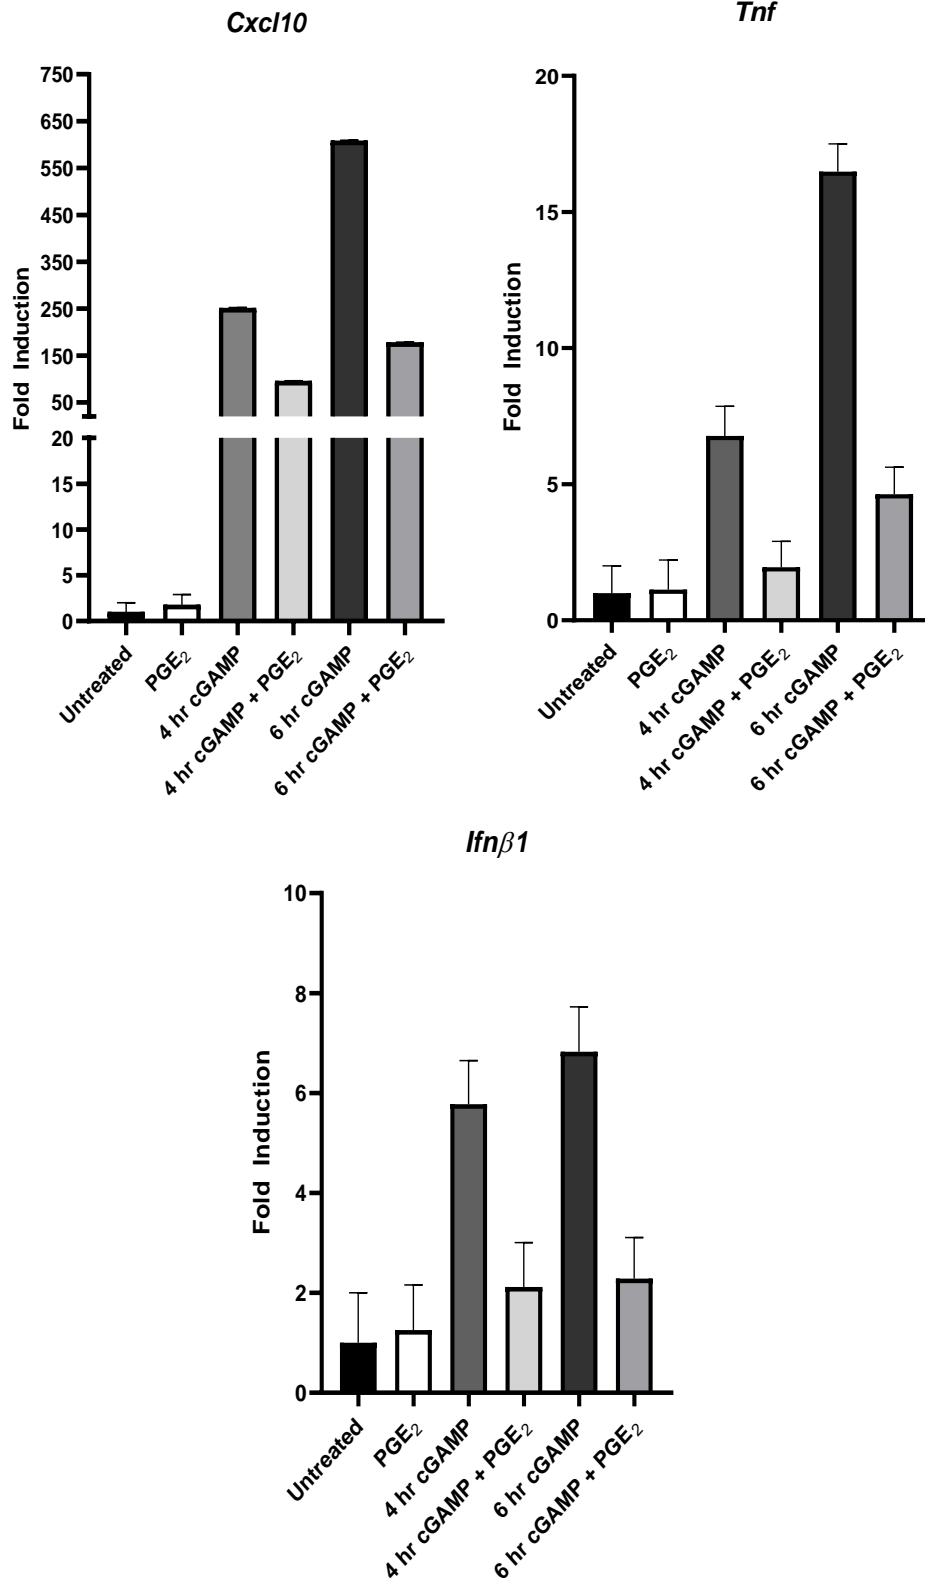 Cxcl10
Fold Induction
750
650
550
450
350
250
150
50
20
15
10
5
0
Untreated
PGE₂
4 hr cGAMP
4 hr cGAMP + PGE₂
6 hr cGAMP
6 hr cGAMP + PGE₂
Tnf
Fold Induction
20
15
10
5
0
Untreated
PGE₂
4 hr cGAMP
4 hr cGAMP + PGE₂
6 hr cGAMP
6 hr cGAMP + PGE₂
Ifnβ1
Fold Induction
10
8
6
4
2
0
Untreated
PGE₂
4 hr cGAMP
4 hr cGAMP + PGE₂
6 hr cGAMP
6 hr cGAMP + PGE₂